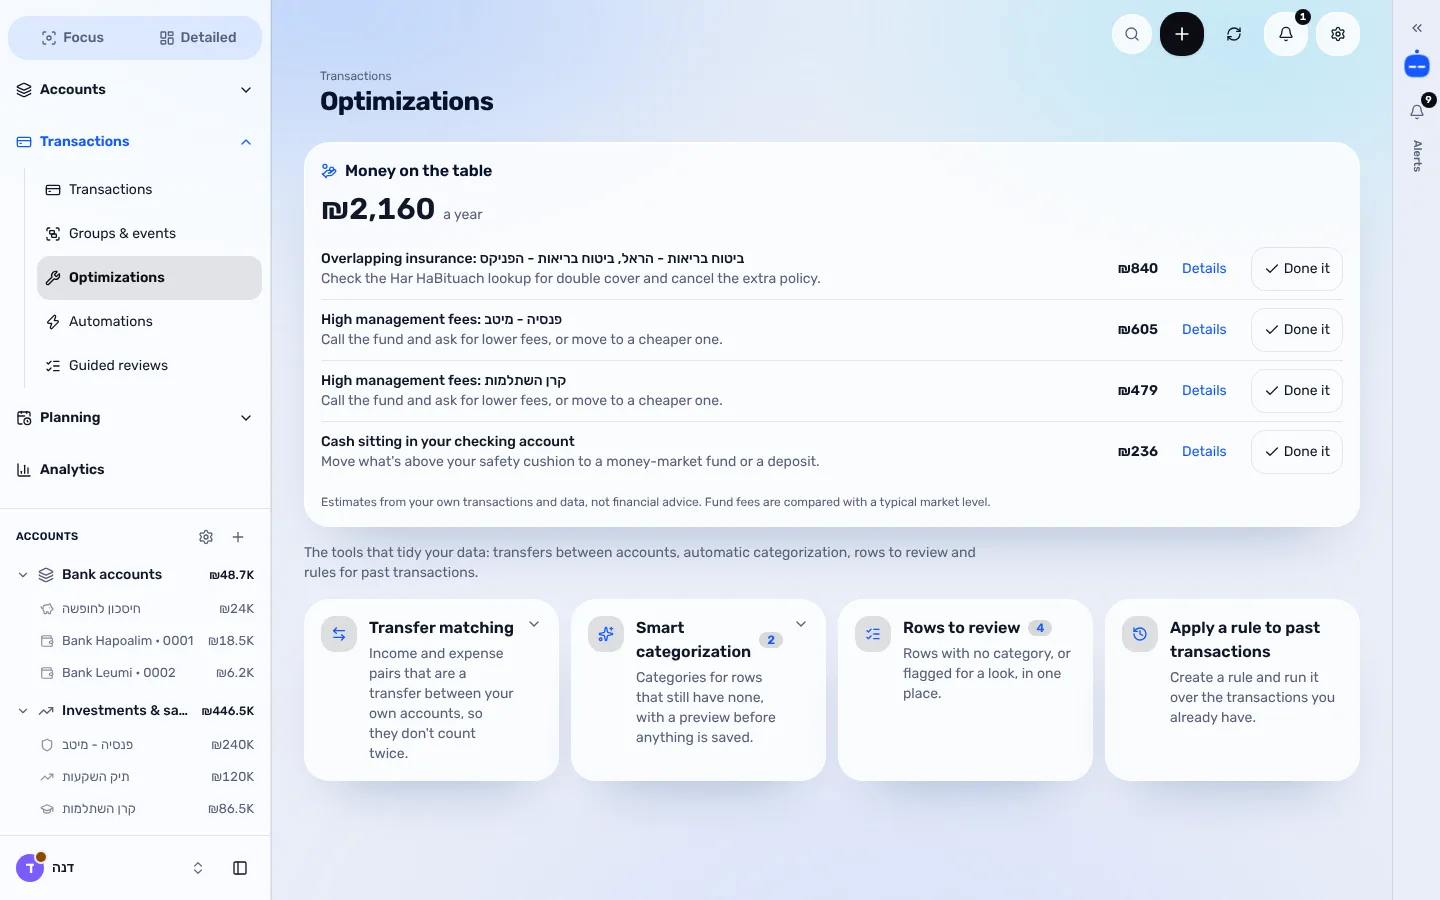 Focus
Detailed
Accounts
Transactions
Transactions
Groups & events
Optimizations
Automations
Guided reviews
Planning
Analytics
ACCOUNTS
Bank accounts ₪48.7K
חיסכון לחופשה ₪24K
Bank Hapoalim • 0001 ₪18.5K
Bank Leumi • 0002 ₪6.2K
Investments & sa... ₪446.5K
פנסיה - מיטב ₪240K
תיק השקעות ₪120K
קרן השתלמות ₪86.5K
T דנה
1
Transactions
Optimizations
Money on the table
₪2,160 a year
Overlapping insurance: ביטוח בריאות - הראל, ביטוח בריאות - הפניקס
Check the Har HaBituach lookup for double cover and cancel the extra policy.
₪840 Details Done it
High management fees: פנסיה - מיטב
Call the fund and ask for lower fees, or move to a cheaper one.
₪605 Details Done it
High management fees: קרן השתלמות
Call the fund and ask for lower fees, or move to a cheaper one.
₪479 Details Done it
Cash sitting in your checking account
Move what's above your safety cushion to a money-market fund or a deposit.
₪236 Details Done it
Estimates from your own transactions and data, not financial advice. Fund fees are compared with a typical market level.
The tools that tidy your data: transfers between accounts, automatic categorization, rows to review and
rules for past transactions.
Transfer matching
Income and expense
pairs that are a
transfer between your
own accounts, so
they don't count
twice.
Smart
categorization 2
Categories for rows
that still have none,
with a preview before
anything is saved.
Rows to review 4
Rows with no category, or
flagged for a look, in one
place.
Apply a rule to past
transactions
Create a rule and run it
over the transactions you
already have.
9
Alerts